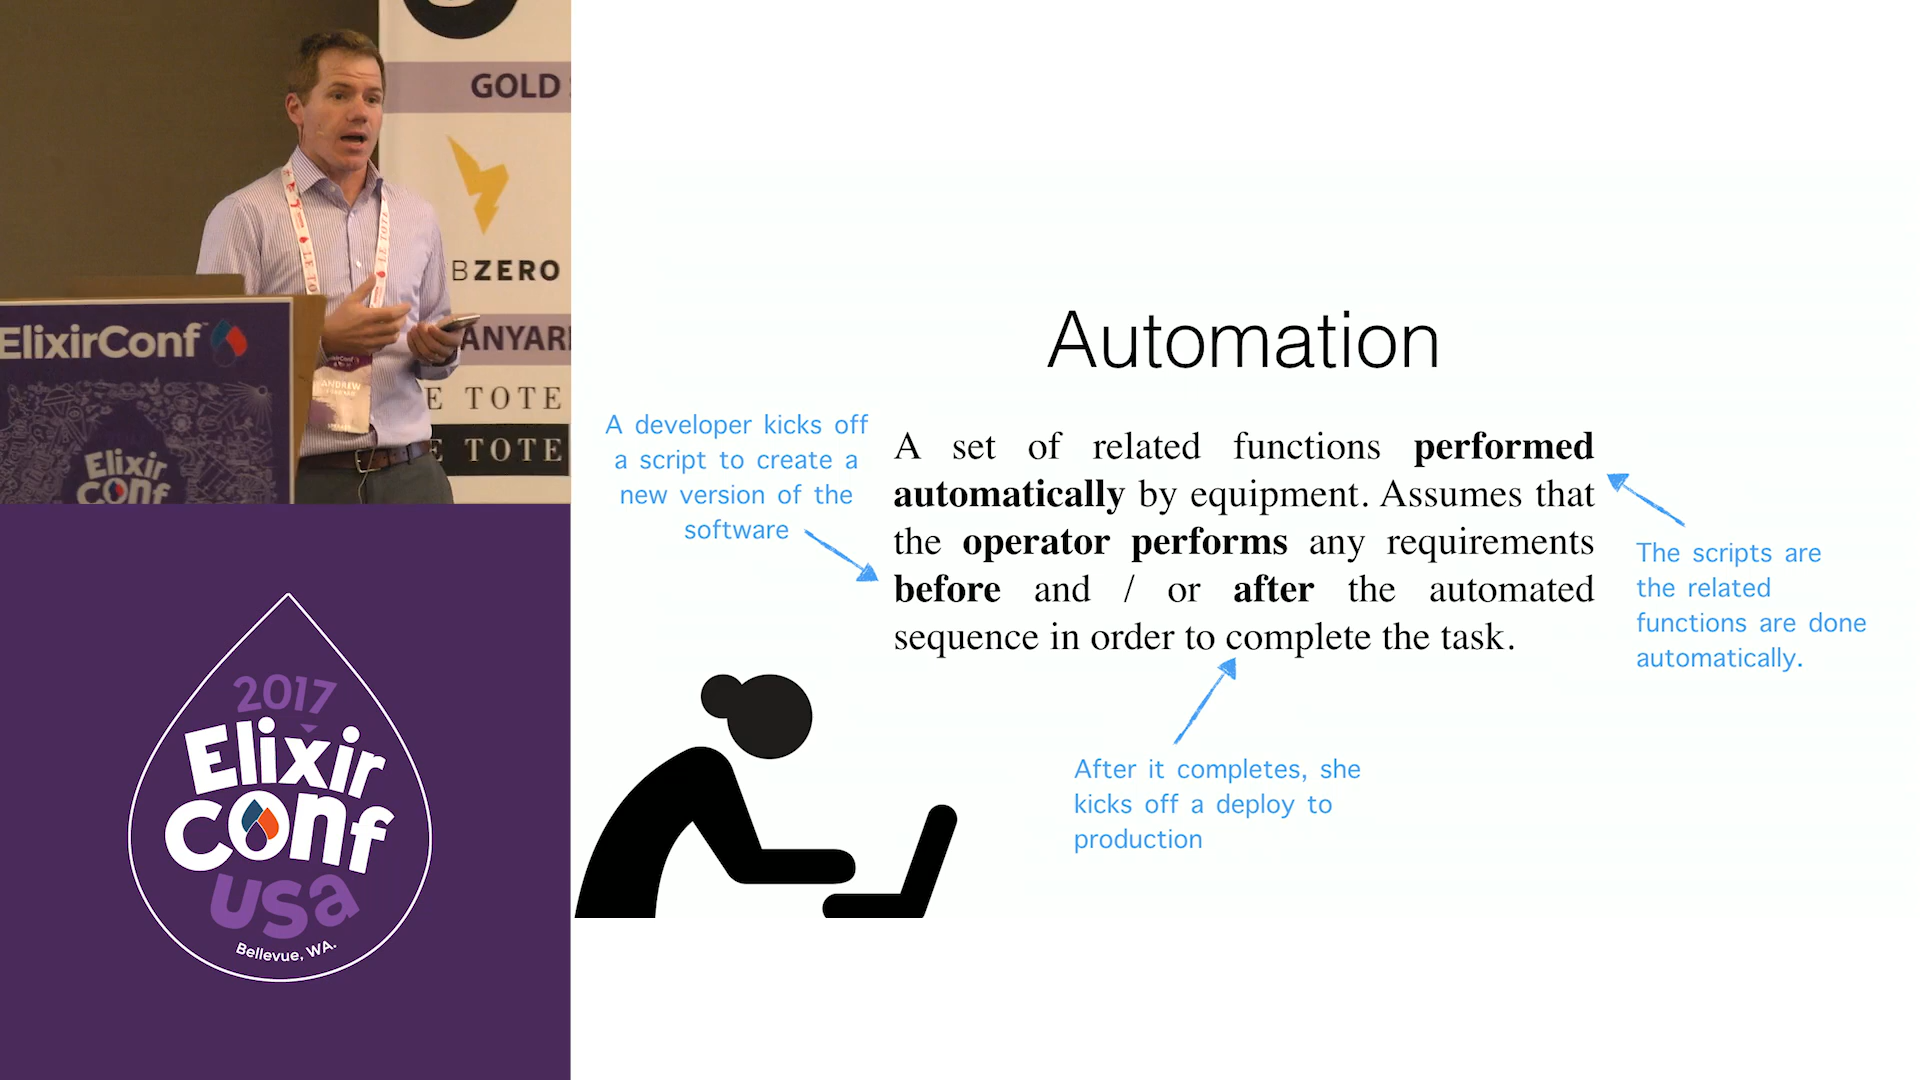 GOLD
BZERO
ANYAR
E TOTE
E TOTE
LE TOTE
ElixirConf
Elixir
Conf
ANDREW
2017
Elixir
Conf
USA
Bellevue, WA.
Automation
A developer kicks off
a script to create a
new version of the
software
A set of related functions performed
automatically by equipment. Assumes that
the operator performs any requirements
before and / or after the automated
sequence in order to complete the task.
The scripts are
the related
functions are done
automatically.
After it completes, she
kicks off a deploy to
production